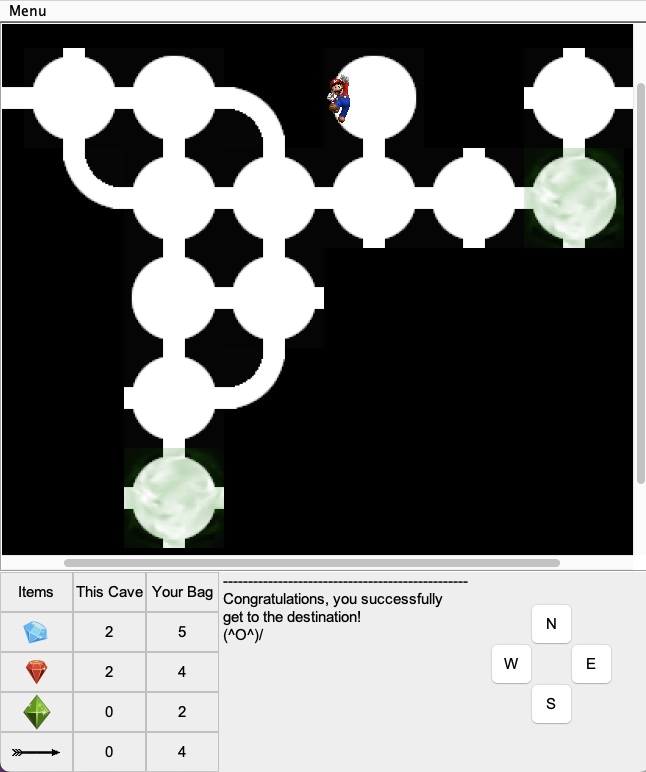 Menu
Items This Cave Your Bag
2 5
2 4
0 2
0 4
--------------------------------------------------
Congratulations, you successfully
get to the destination!
(^O^)/
N
W E
S